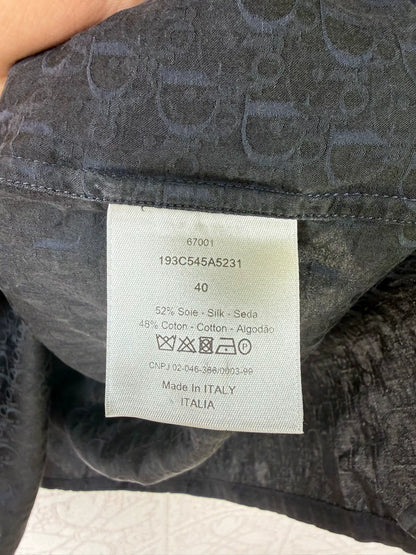 67001
193C545A5231
40
52% Soie - Silk - Seda
48% Coton - Cotton - Algodão
P
CNPJ 02-046-386/0003-99
Made in ITALY
ITALIA